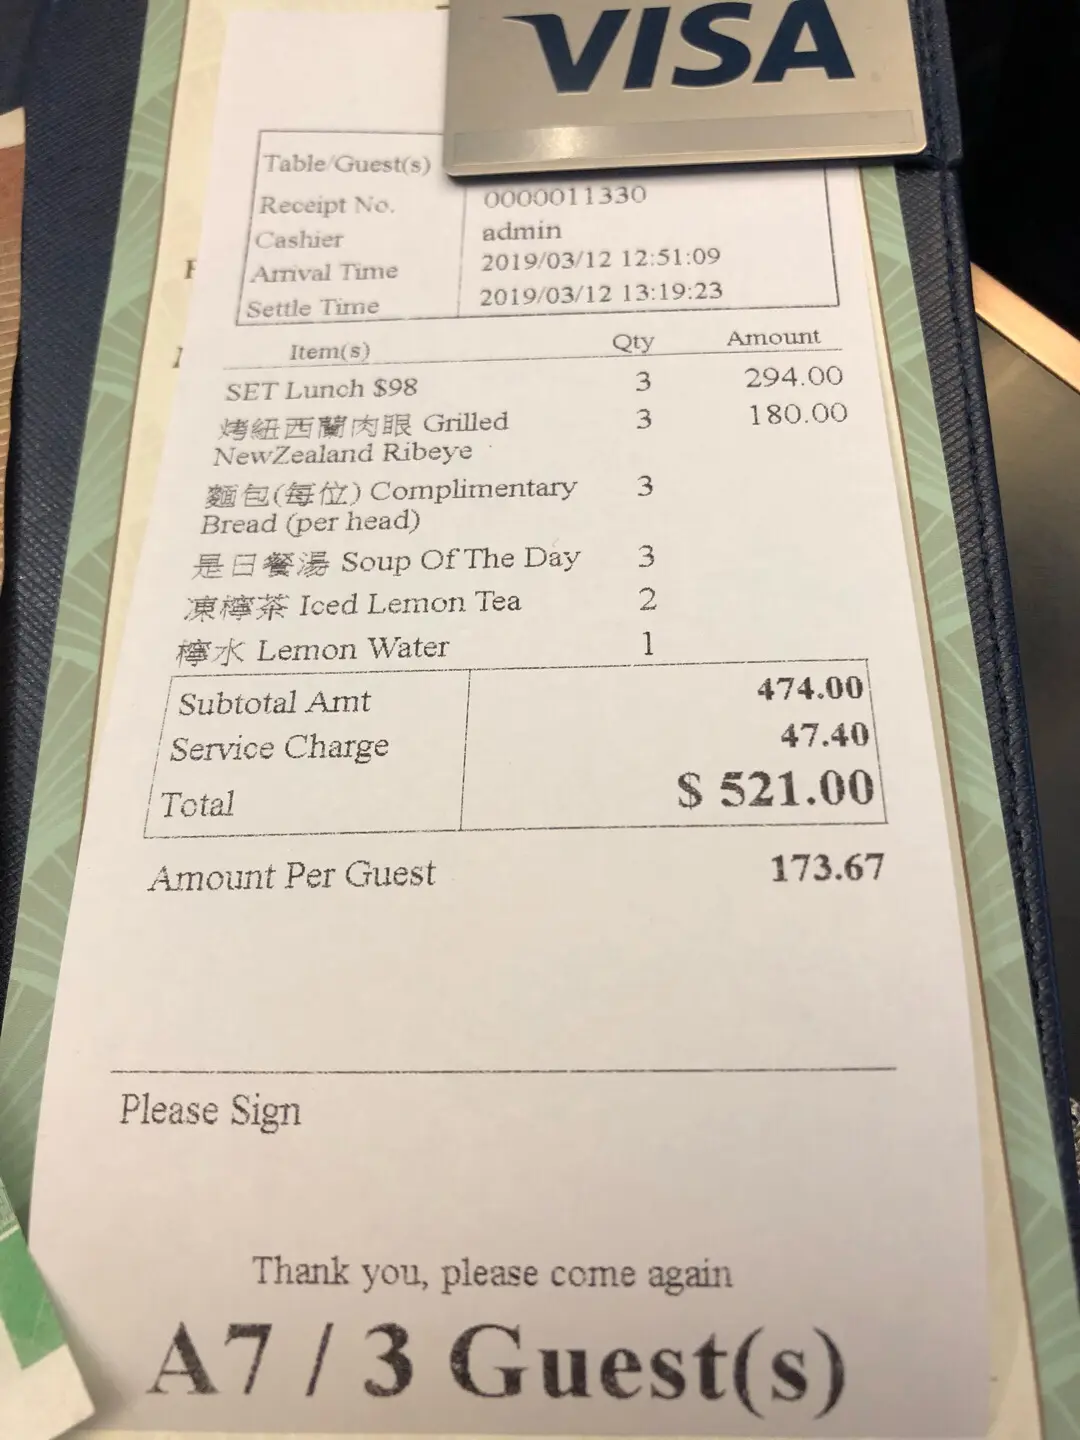 VISA
Table/Guest(s)
Receipt No. 0000011330
Cashier admin
Arrival Time 2019/03/12 12:51:09
Settle Time 2019/03/12 13:19:23
Item(s) Qty Amount
SET Lunch $98 3 294.00
烤紐西蘭肉眼 Grilled 3 180.00
NewZealand Ribeye
麵包(每位) Complimentary 3
Bread (per head)
是日餐湯 Soup Of The Day 3
凍檸茶 Iced Lemon Tea 2
檸水 Lemon Water 1
Subtotal Amt 474.00
Service Charge 47.40
Total $ 521.00
Amount Per Guest 173.67
Please Sign
Thank you, please come again
A7 / 3 Guest(s)